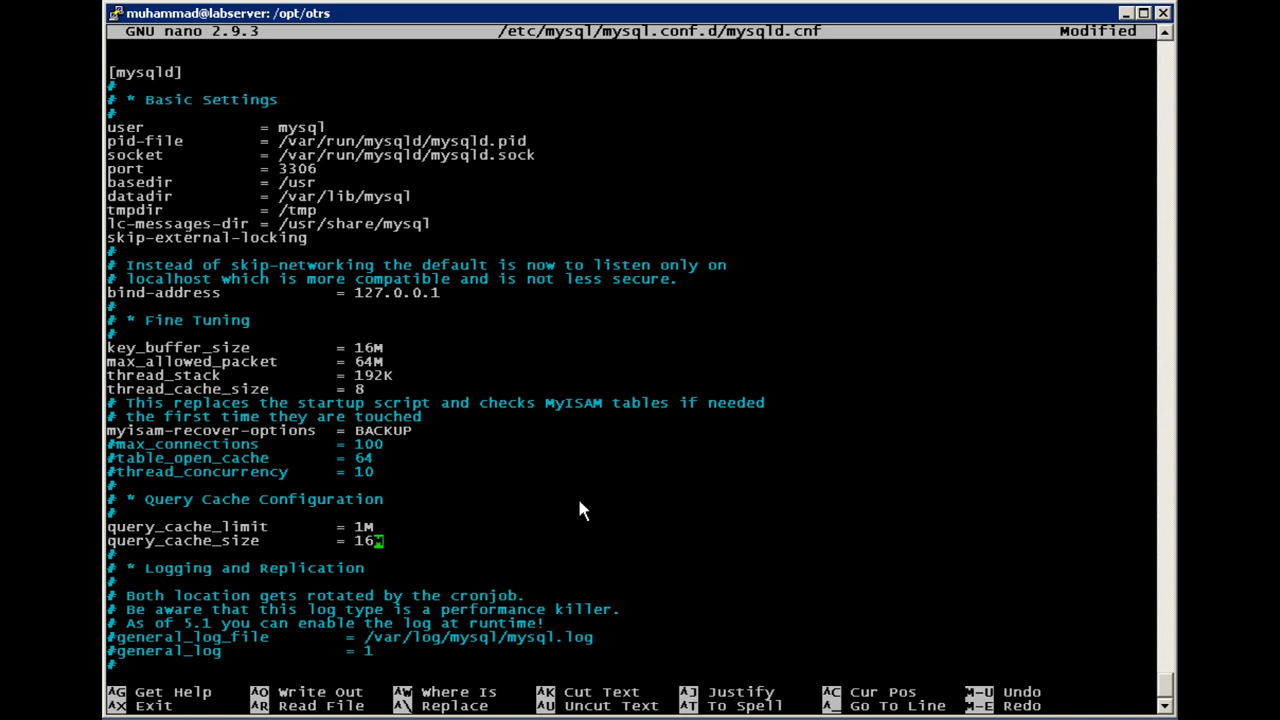 muhammad@labserver: /opt/otrs
GNU nano 2.9.3 /etc/mysql/mysql.conf.d/mysqld.cnf Modified
[mysqld]
#
# * Basic Settings
#
user = mysql
pid-file = /var/run/mysqld/mysqld.pid
socket = /var/run/mysqld/mysqld.sock
port = 3306
basedir = /usr
datadir = /var/lib/mysql
tmpdir = /tmp
lc-messages-dir = /usr/share/mysql
skip-external-locking
#
# Instead of skip-networking the default is now to listen only on
# localhost which is more compatible and is not less secure.
bind-address = 127.0.0.1
#
# * Fine Tuning
#
key_buffer_size = 16M
max_allowed_packet = 64M
thread_stack = 192K
thread_cache_size = 8
# This replaces the startup script and checks MyISAM tables if needed
# the first time they are touched
myisam-recover-options = BACKUP
#max_connections = 100
#table_open_cache = 64
#thread_concurrency = 10
#
# * Query Cache Configuration
#
query_cache_limit = 1M
query_cache_size = 16M
#
# * Logging and Replication
#
# Both location gets rotated by the cronjob.
# Be aware that this log type is a performance killer.
# As of 5.1 you can enable the log at runtime!
#general_log_file = /var/log/mysql/mysql.log
#general_log = 1
#
^G Get Help ^O Write Out ^W Where Is ^K Cut Text ^J Justify ^C Cur Pos M-U Undo
^X Exit ^R Read File ^\ Replace ^U Uncut Text ^T To Spell ^_ Go To Line M-E Redo